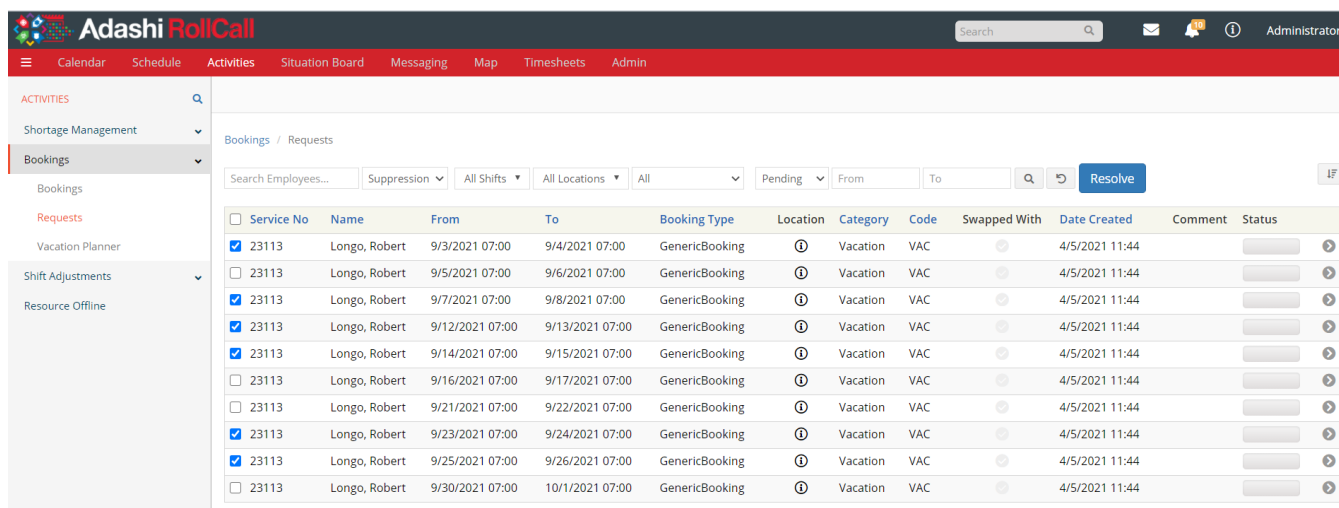 Adashi RollCall Search 10 Administrator
Calendar Schedule Activities Situation Board Messaging Map Timesheets Admin
ACTIVITIES
Shortage Management
Bookings
Bookings
Requests
Vacation Planner
Shift Adjustments
Resource Offline
Bookings / Requests
Search Employees... Suppression All Shifts All Locations All Pending From To Resolve
Service No Name From To Booking Type Location Category Code Swapped With Date Created Comment Status
23113 Longo, Robert 9/3/2021 07:00 9/4/2021 07:00 GenericBooking Vacation VAC 4/5/2021 11:44
23113 Longo, Robert 9/5/2021 07:00 9/6/2021 07:00 GenericBooking Vacation VAC 4/5/2021 11:44
23113 Longo, Robert 9/7/2021 07:00 9/8/2021 07:00 GenericBooking Vacation VAC 4/5/2021 11:44
23113 Longo, Robert 9/12/2021 07:00 9/13/2021 07:00 GenericBooking Vacation VAC 4/5/2021 11:44
23113 Longo, Robert 9/14/2021 07:00 9/15/2021 07:00 GenericBooking Vacation VAC 4/5/2021 11:44
23113 Longo, Robert 9/16/2021 07:00 9/17/2021 07:00 GenericBooking Vacation VAC 4/5/2021 11:44
23113 Longo, Robert 9/21/2021 07:00 9/22/2021 07:00 GenericBooking Vacation VAC 4/5/2021 11:44
23113 Longo, Robert 9/23/2021 07:00 9/24/2021 07:00 GenericBooking Vacation VAC 4/5/2021 11:44
23113 Longo, Robert 9/25/2021 07:00 9/26/2021 07:00 GenericBooking Vacation VAC 4/5/2021 11:44
23113 Longo, Robert 9/30/2021 07:00 10/1/2021 07:00 GenericBooking Vacation VAC 4/5/2021 11:44